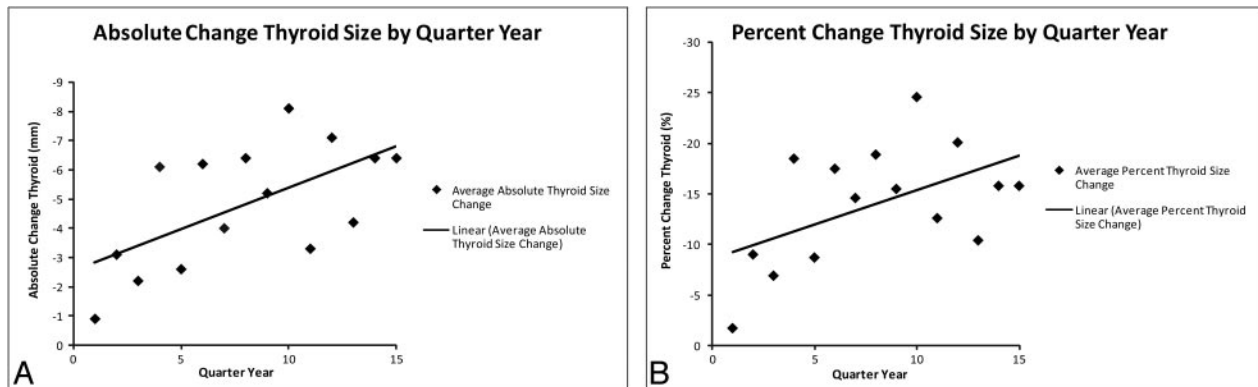 Absolute Change Thyroid Size by Quarter Year
-9
-8
-7
-6
-5
-4
-3
-2
-1
0
Absolute Change Thyroid (mm)
0
5
10
15
Quarter Year
Average Absolute Thyroid Size
Change
Linear (Average Absolute
Thyroid Size Change)
A
Percent Change Thyroid Size by Quarter Year
-30
-25
-20
-15
-10
-5
0
Percent Change Thyroid (%)
0
5
10
15
Quarter Year
Average Percent Thyroid Size
Change
Linear (Average Percent Thyroid
Size Change)
B